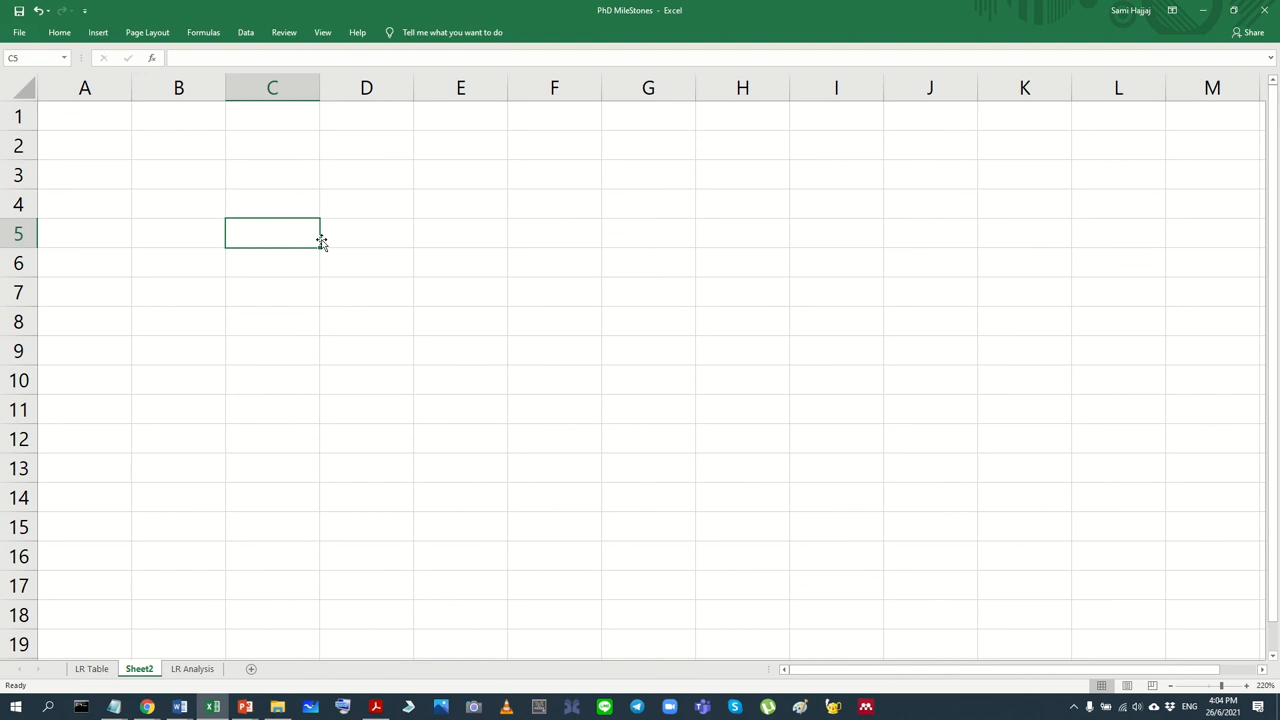 PhD MileStones - Excel
Sami Hajjaj
File Home Insert Page Layout Formulas Data Review View Help Tell me what you want to do Share
C5 fx
A B C D E F G H I J K L M
1
2
3
4
5
6
7
8
9
10
11
12
13
14
15
16
17
18
19
LR Table Sheet2 LR Analysis
Ready 220%
ENG 4:04 PM
26/6/2021